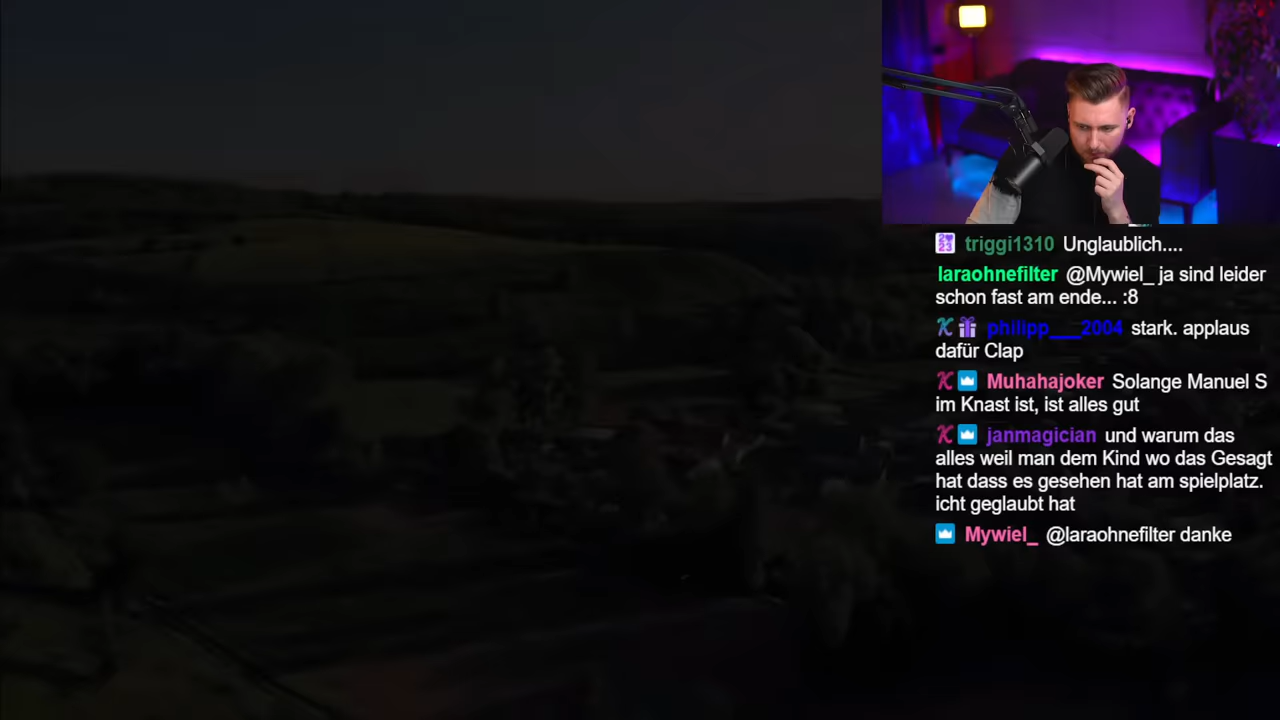 triggi1310 Unglaublich....
laraohnefilter @Mywiel_ ja sind leider
schon fast am ende... :8
philipp___2004 stark. applaus
dafür Clap
Muhahajoker Solange Manuel S
im Knast ist, ist alles gut
janmagician und warum das
alles weil man dem Kind wo das Gesagt
hat dass es gesehen hat am spielplatz.
icht geglaubt hat
Mywiel_ @laraohnefilter danke